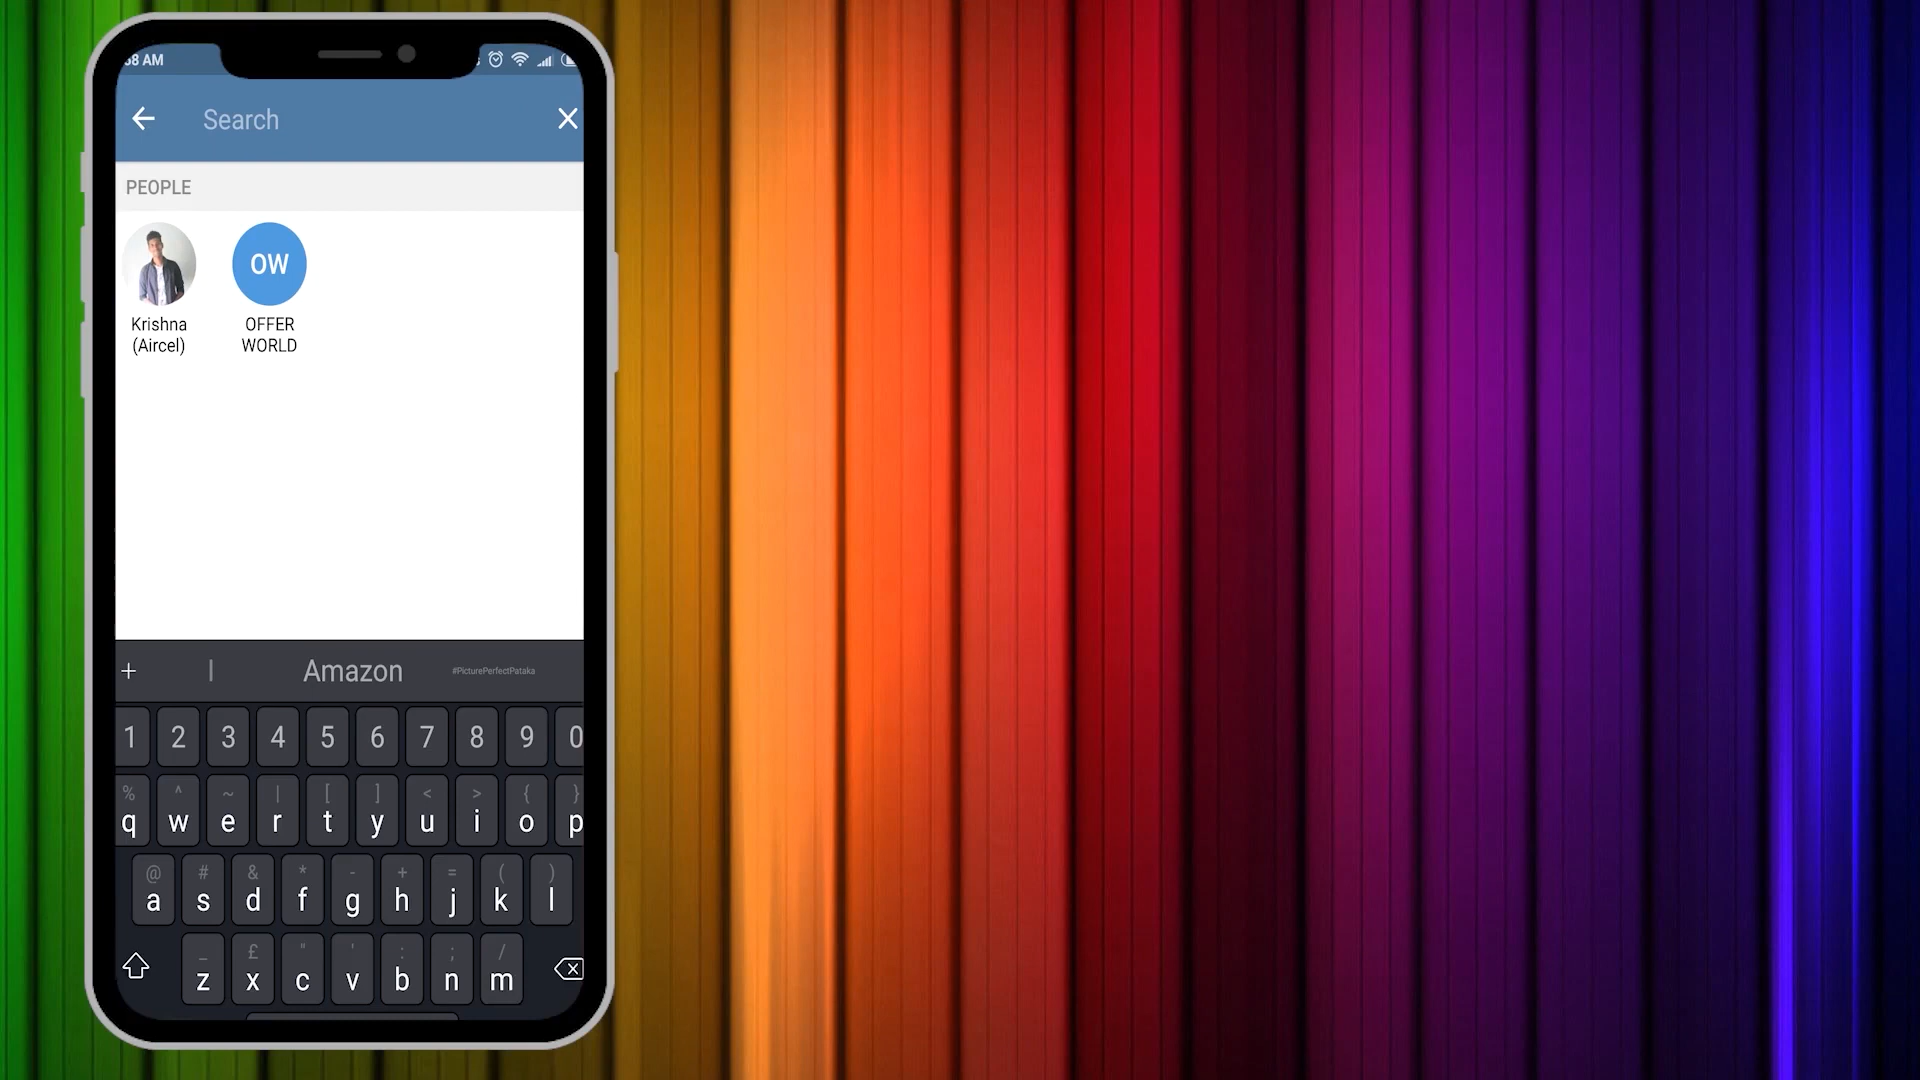 58 AM
Search
PEOPLE
OW
Krishna
(Aircel)
OFFER
WORLD
+ | Amazon #PicturePerfectPataka
1 2 3 4 5 6 7 8 9 0
% ^ ~ | [ ] < > { }
q w e r t y u i o p
@ # & * - + = ( )
a s d f g h j k l
_ £ " ' : ; /
z x c v b n m